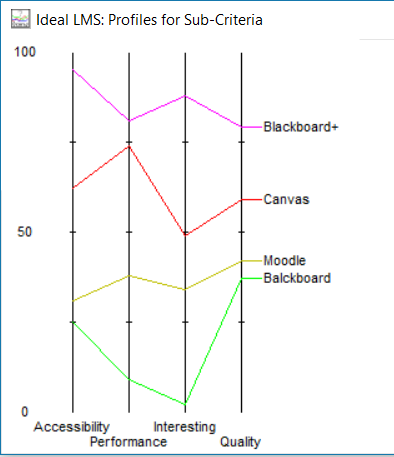 Ideal LMS: Profiles for Sub-Criteria
100
Blackboard+
Canvas
50
Moodle
Balckboard
0
Accessibility Interesting
Performance Quality